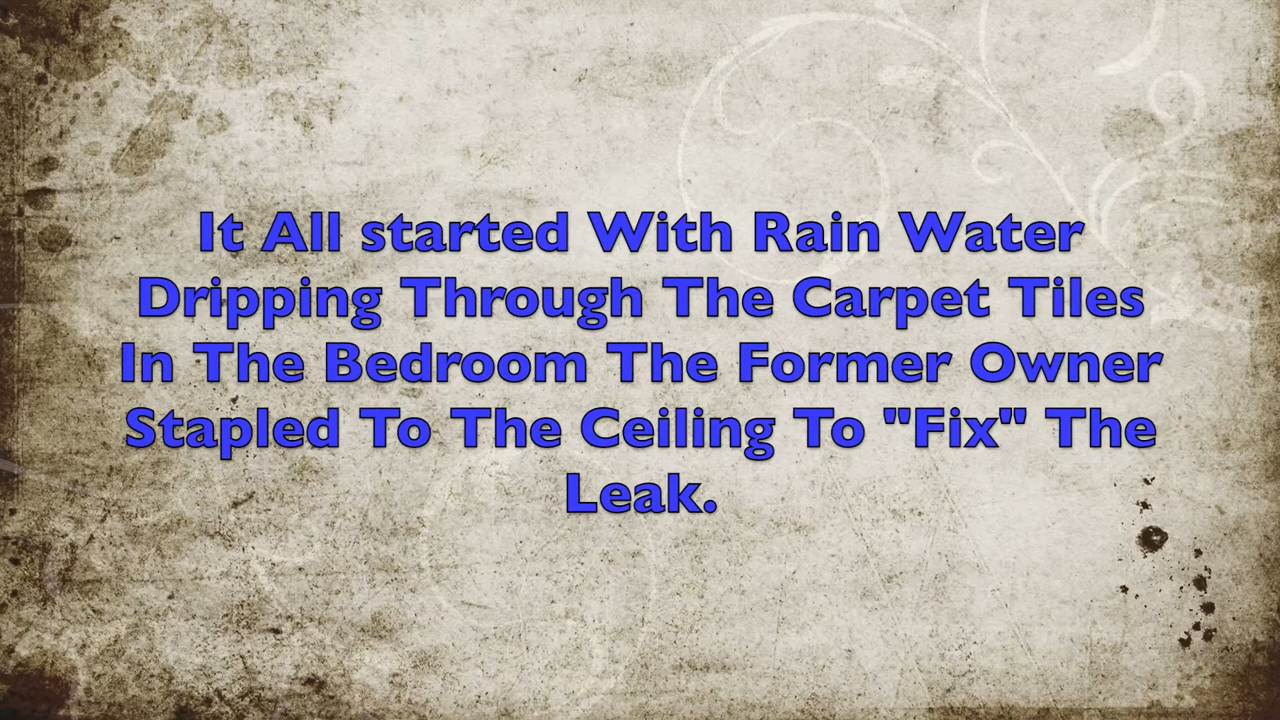 It All started With Rain Water
Dripping Through The Carpet Tiles
In The Bedroom The Former Owner
Stapled To The Ceiling To "Fix" The
Leak.